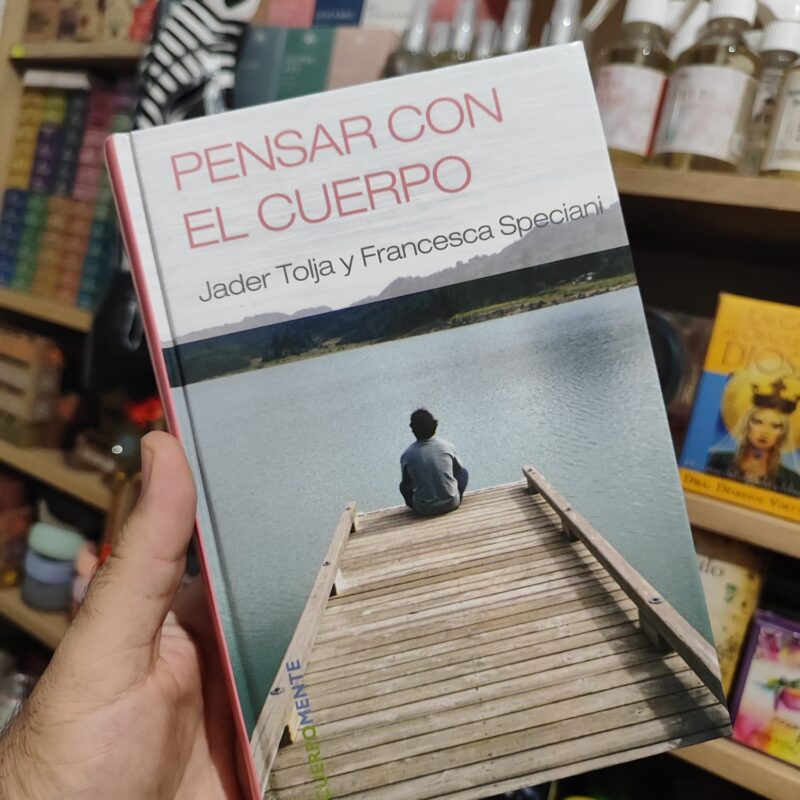 PENSAR CON
EL CUERPO
Jader Tolja y Francesca Speciani
CUERPOMENTE
DIOS